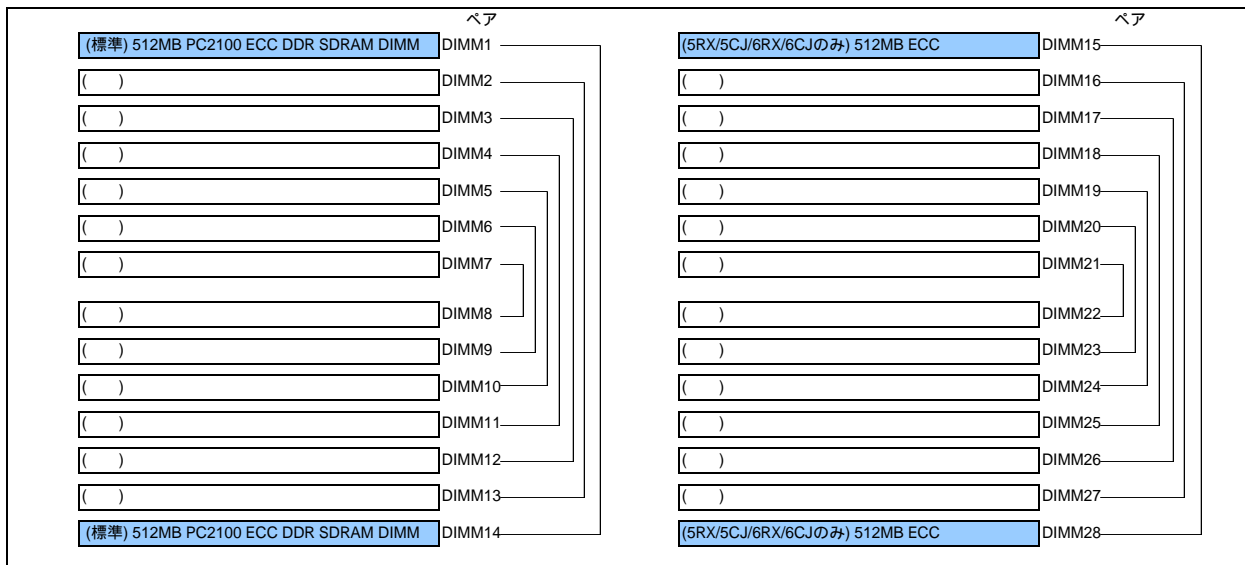 ペア
(標準) 512MB PC2100 ECC DDR SDRAM DIMM DIMM1
( ) DIMM2
( ) DIMM3
( ) DIMM4
( ) DIMM5
( ) DIMM6
( ) DIMM7
( ) DIMM8
( ) DIMM9
( ) DIMM10
( ) DIMM11
( ) DIMM12
( ) DIMM13
(標準) 512MB PC2100 ECC DDR SDRAM DIMM DIMM14
ペア
(5RX/5CJ/6RX/6CJのみ) 512MB ECC DIMM15
( ) DIMM16
( ) DIMM17
( ) DIMM18
( ) DIMM19
( ) DIMM20
( ) DIMM21
( ) DIMM22
( ) DIMM23
( ) DIMM24
( ) DIMM25
( ) DIMM26
( ) DIMM27
(5RX/5CJ/6RX/6CJのみ) 512MB ECC DIMM28